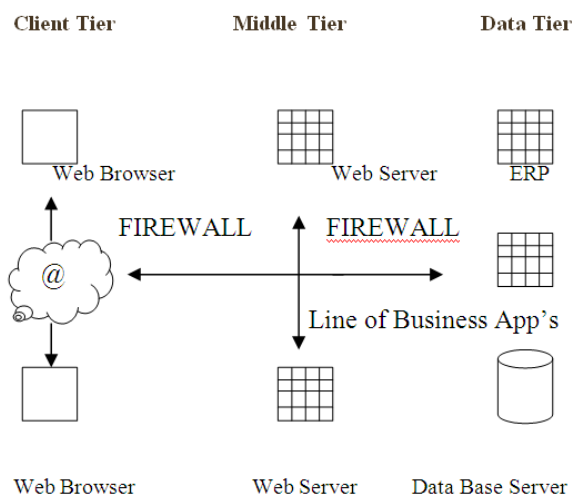 Client Tier Middle Tier Data Tier
Web Browser Web Server ERP
FIREWALL FIREWALL
@
Line of Business App's
Web Browser Web Server Data Base Server